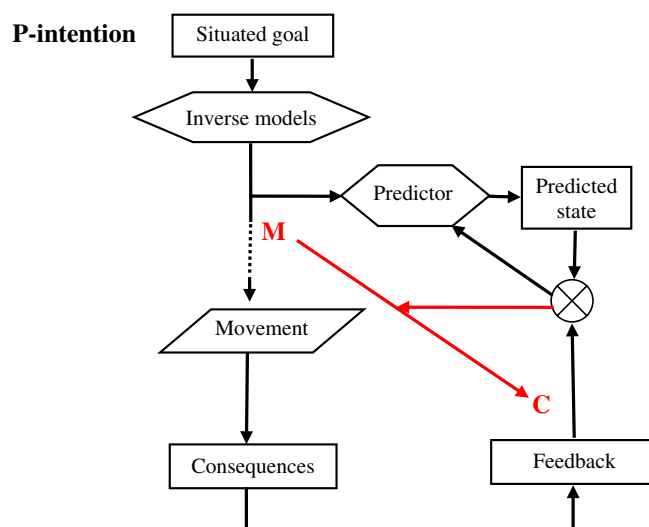 P-intention
Situated goal
Inverse models
Predictor
Predicted
state
M
Movement
C
Consequences
Feedback